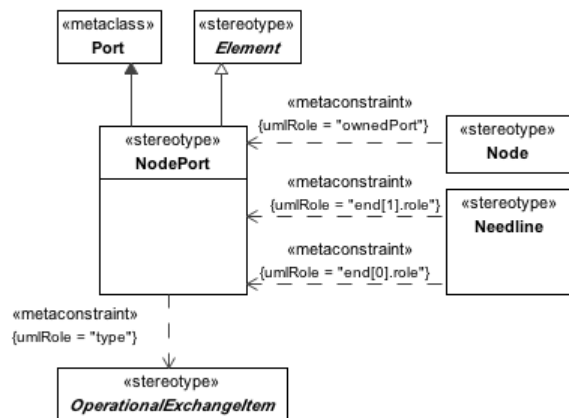 «metaclass»
Port
«stereotype»
Element
«metaconstraint»
{umlRole = "ownedPort"}
«stereotype»
NodePort
«stereotype»
Node
«metaconstraint»
{umlRole = "end[1].role"}
«stereotype»
Needline
«metaconstraint»
{umlRole = "end[0].role"}
«metaconstraint»
{umlRole = "type"}
«stereotype»
OperationalExchangeItem